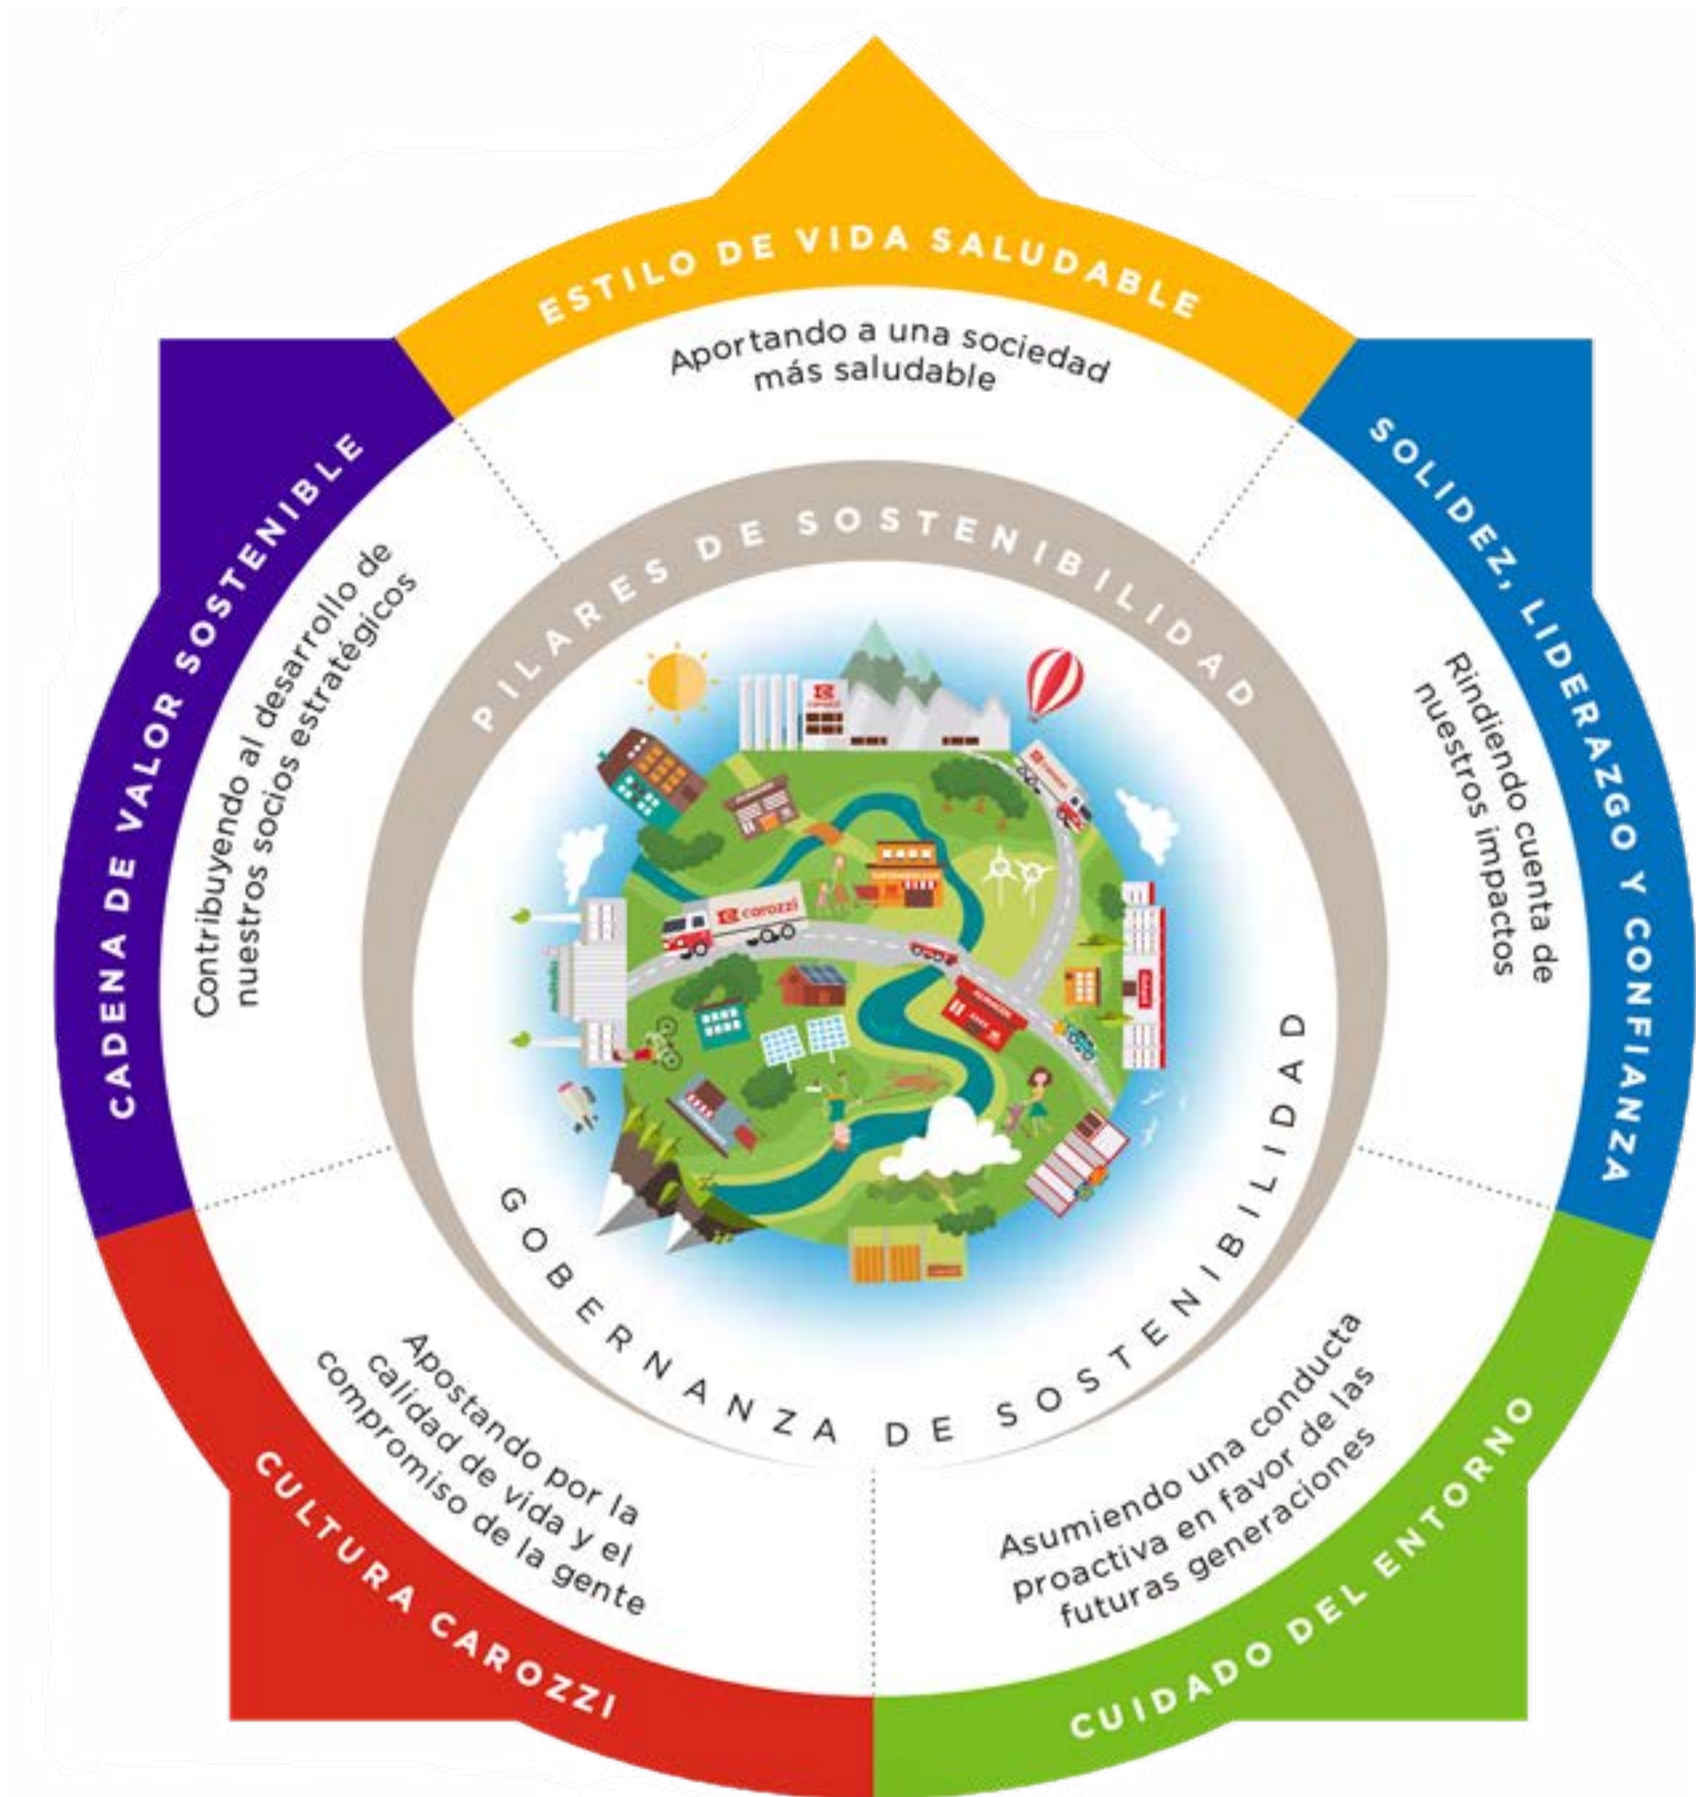 ESTILO DE VIDA SALUDABLE
Aportando a una sociedad
más saludable
SOLIDEZ, LIDERAZGO Y CONFIANZA
Rindiendo cuenta de
nuestros impactos
CUIDADO DEL ENTORNO
Asumiendo una conducta
proactiva en favor de las
futuras generaciones
CULTURA CAROZZI
Apostando por la
calidad de vida y el
compromiso de la gente
CADENA DE VALOR SOSTENIBLE
Contribuyendo al desarrollo de
nuestros socios estratégicos
PILARES DE SOSTENIBILIDAD
GOBERNANZA DE SOSTENIBILIDAD
carozzi
carozzi
ALMACÉN